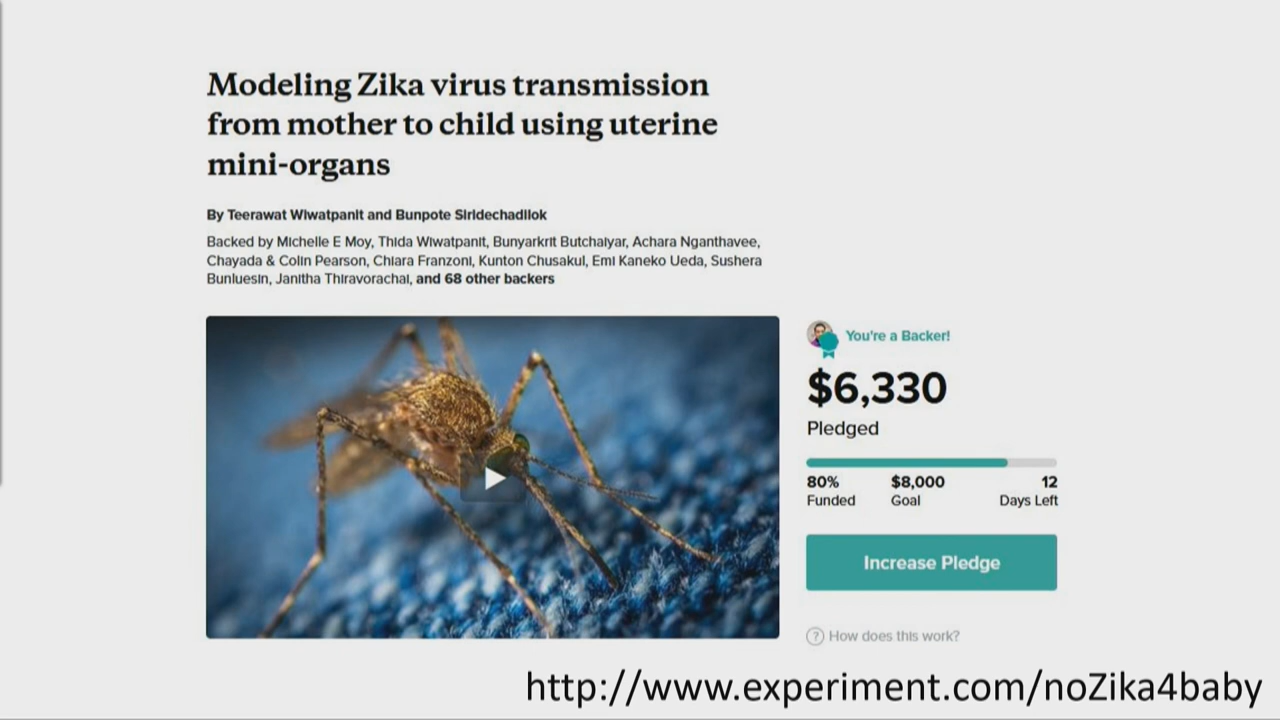 Modeling Zika virus transmission
from mother to child using uterine
mini-organs
By Teerawat Wiwatpanit and Bunpote Siridechadilok
Backed by Michelle E Moy, Thida Wiwatpanit, Bunyarkrit Butchaiyar, Achara Nganthavee,
Chayada & Colin Pearson, Chiara Franzoni, Kunton Chusakul, Emi Kaneko Ueda, Sushera
Bunluesin, Janitha Thiravorachai, and 68 other backers
You're a Backer!
$6,330
Pledged
80% $8,000 12
Funded Goal Days Left
Increase Pledge
? How does this work?
http://www.experiment.com/noZika4baby